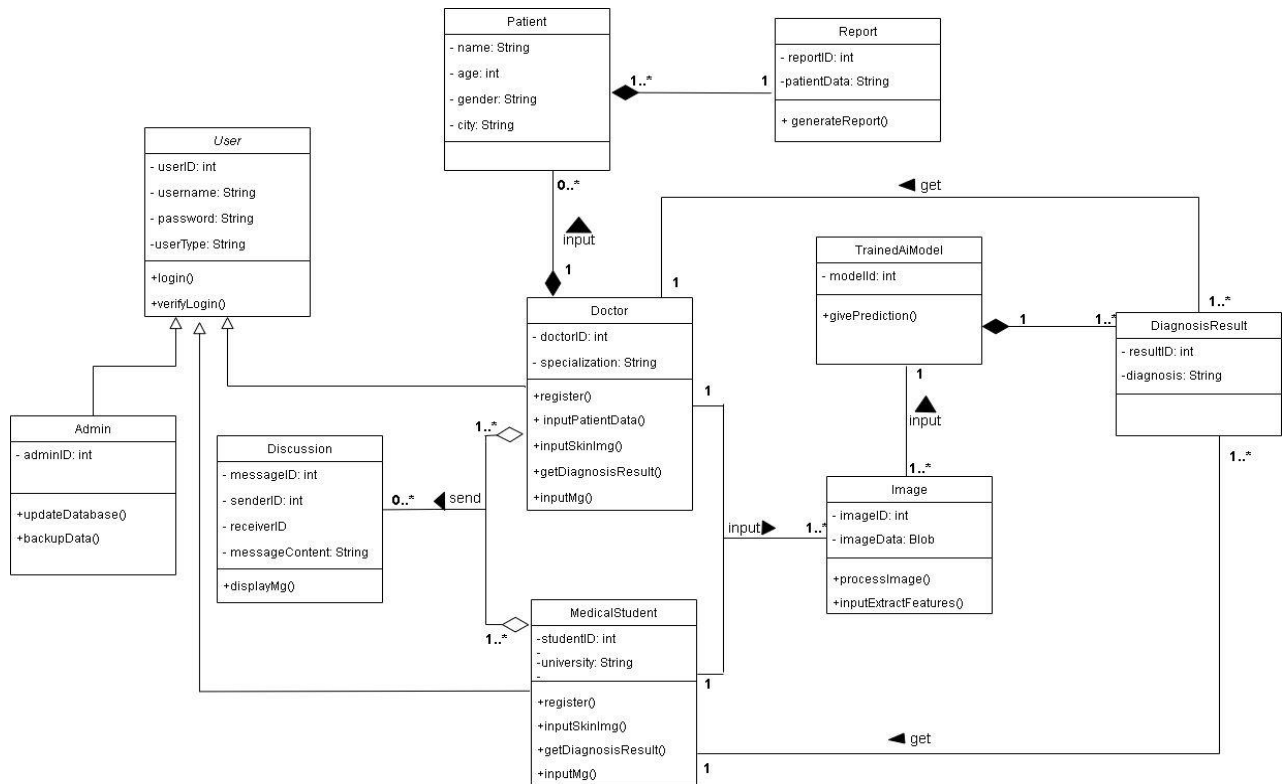 Patient
- name: String
- age: int
- gender: String
- city: String
1..*
1
Report
- reportID: int
-patientData: String
+ generateReport()
User
- userID: int
- username: String
- password: String
-userType: String
+login()
+verifyLogin()
0..*
input
1
get
1
1..*
TrainedAiModel
- modelId: int
+givePrediction()
1
1..*
1
input
1..*
DiagnosisResult
- resultID: int
-diagnosis: String
1..*
Doctor
- doctorID: int
- specialization: String
+register()
+ inputPatientData()
+inputSkinImg()
+getDiagnosisResult()
+inputMg()
1
1..*
Admin
- adminID: int
+updateDatabase()
+backupData()
Discussion
- messageID: int
- senderID: int
- receiverID
- messageContent: String
+displayMg()
0..*
send
1..*
input
1..*
Image
- imageID: int
- imageData: Blob
+processImage()
+inputExtractFeatures()
MedicalStudent
-studentID: int
-
-university: String
-
+register()
+inputSkinImg()
+getDiagnosisResult()
+inputMg()
1
get
1